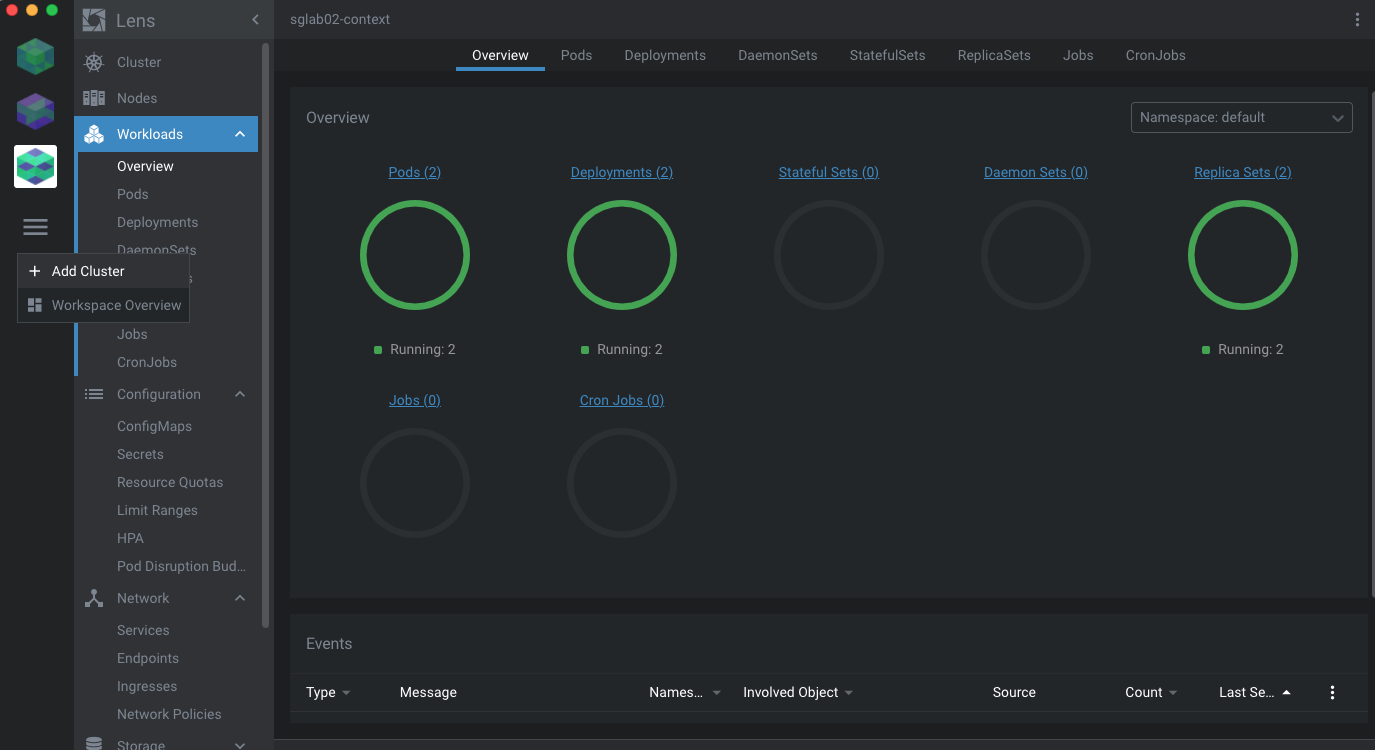 Lens
sglab02-context
Cluster
Nodes
Workloads
Overview
Pods
Deployments
DaemonSets
Add Cluster
Workspace Overview
Jobs
CronJobs
Configuration
ConfigMaps
Secrets
Resource Quotas
Limit Ranges
HPA
Pod Disruption Bud...
Network
Services
Endpoints
Ingresses
Network Policies
Storage
Overview Pods Deployments DaemonSets StatefulSets ReplicaSets Jobs CronJobs
Overview
Namespace: default
Pods (2) Deployments (2) Stateful Sets (0) Daemon Sets (0) Replica Sets (2)
Running: 2 Running: 2 Running: 2
Jobs (0) Cron Jobs (0)
Events
Type Message Names... Involved Object Source Count Last Se...